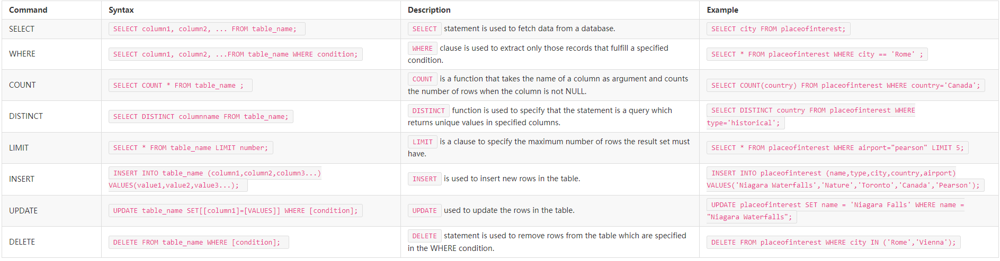 Command Syntax Description Example
SELECT SELECT column1, column2, ... FROM table_name; SELECT statement is used to fetch data from a database. SELECT city FROM placeofinterest;
WHERE SELECT column1, column2, ...FROM table_name WHERE condition; WHERE clause is used to extract only those records that fulfill a specified
condition. SELECT * FROM placeofinterest WHERE city == 'Rome' ;
COUNT SELECT COUNT * FROM table_name ; COUNT is a function that takes the name of a column as argument and counts
the number of rows when the column is not NULL. SELECT COUNT(country) FROM placeofinterest WHERE country='Canada';
DISTINCT SELECT DISTINCT columnname FROM table_name; DISTINCT function is used to specify that the statement is a query which
returns unique values in specified columns. SELECT DISTINCT country FROM placeofinterest WHERE
type='historical';
LIMIT SELECT * FROM table_name LIMIT number; LIMIT is a clause to specify the maximum number of rows the result set must
have. SELECT * FROM placeofinterest WHERE airport="pearson" LIMIT 5;
INSERT INSERT INTO table_name (column1,column2,column3...)
VALUES(value1,value2,value3...); INSERT is used to insert new rows in the table. INSERT INTO placeofinterest (name,type,city,country,airport)
VALUES('Niagara Waterfalls','Nature','Toronto','Canada','Pearson');
UPDATE UPDATE table_name SET[[column1]=[VALUES]] WHERE [condition]; UPDATE used to update the rows in the table. UPDATE placeofinterest SET name = 'Niagara Falls' WHERE name =
"Niagara Waterfalls";
DELETE DELETE FROM table_name WHERE [condition]; DELETE statement is used to remove rows from the table which are specified
in the WHERE condition. DELETE FROM placeofinterest WHERE city IN ('Rome','Vienna');